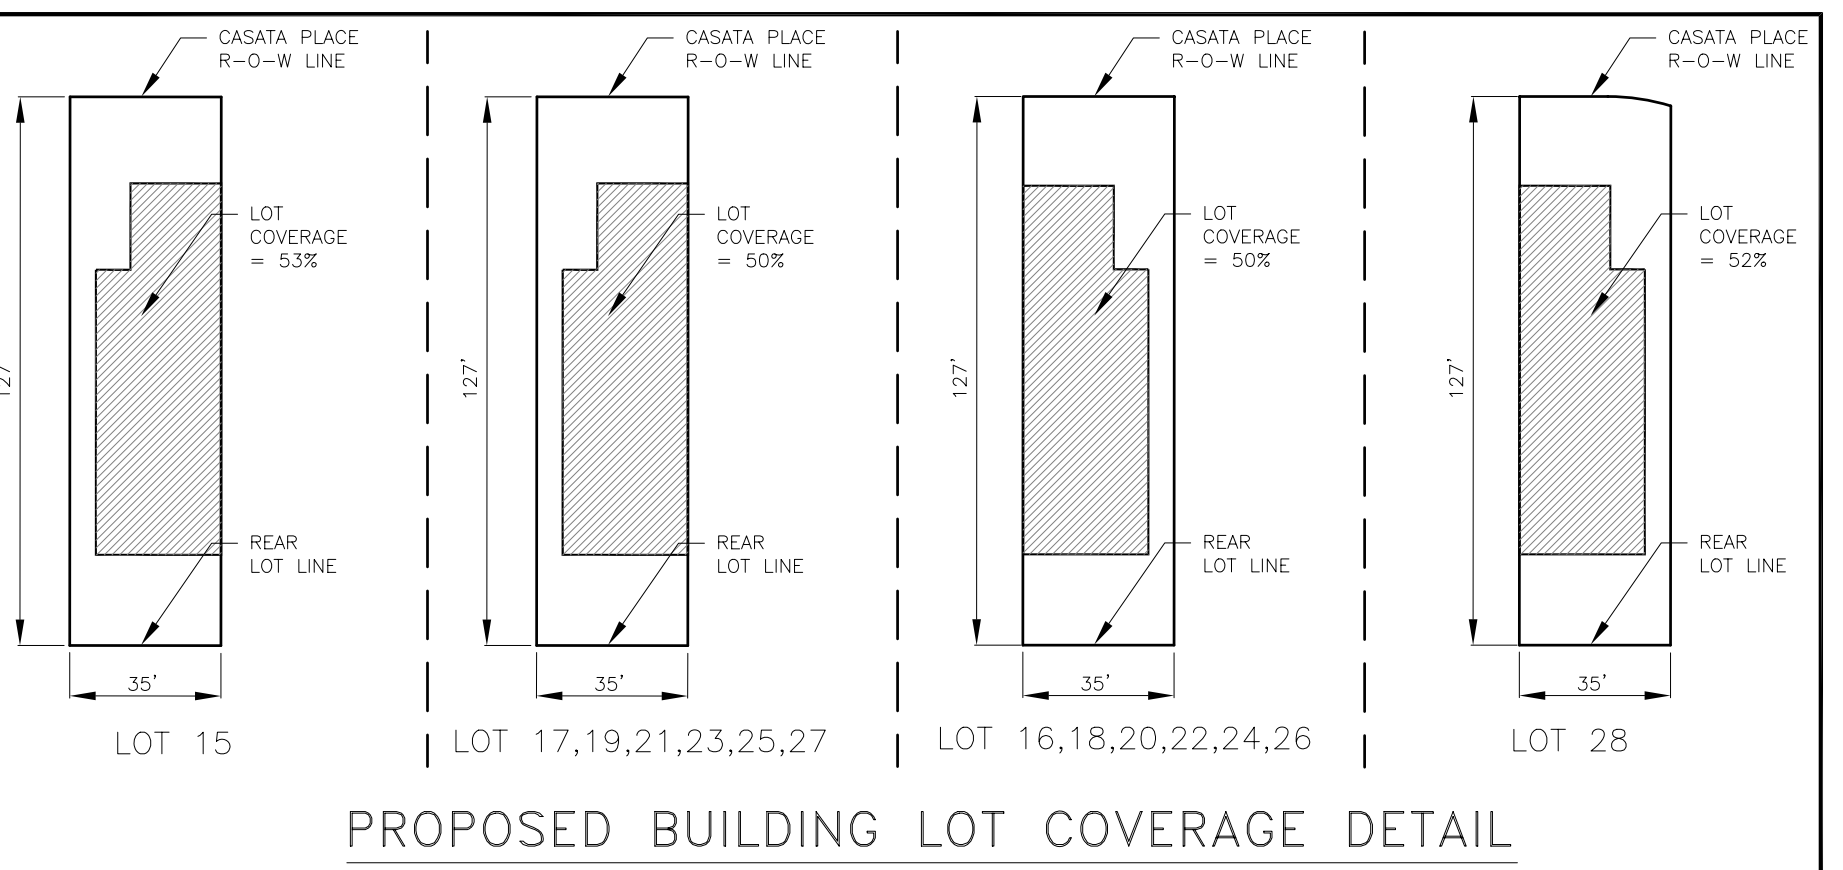 CASATA PLACE
R-O-W LINE
LOT
COVERAGE
= 53%
127'
REAR
LOT LINE
35'
LOT 15
CASATA PLACE
R-O-W LINE
LOT
COVERAGE
= 50%
127'
REAR
LOT LINE
35'
LOT 17,19,21,23,25,27
CASATA PLACE
R-O-W LINE
LOT
COVERAGE
= 50%
127'
REAR
LOT LINE
35'
LOT 16,18,20,22,24,26
CASATA PLACE
R-O-W LINE
LOT
COVERAGE
= 52%
127'
REAR
LOT LINE
35'
LOT 28
PROPOSED BUILDING LOT COVERAGE DETAIL